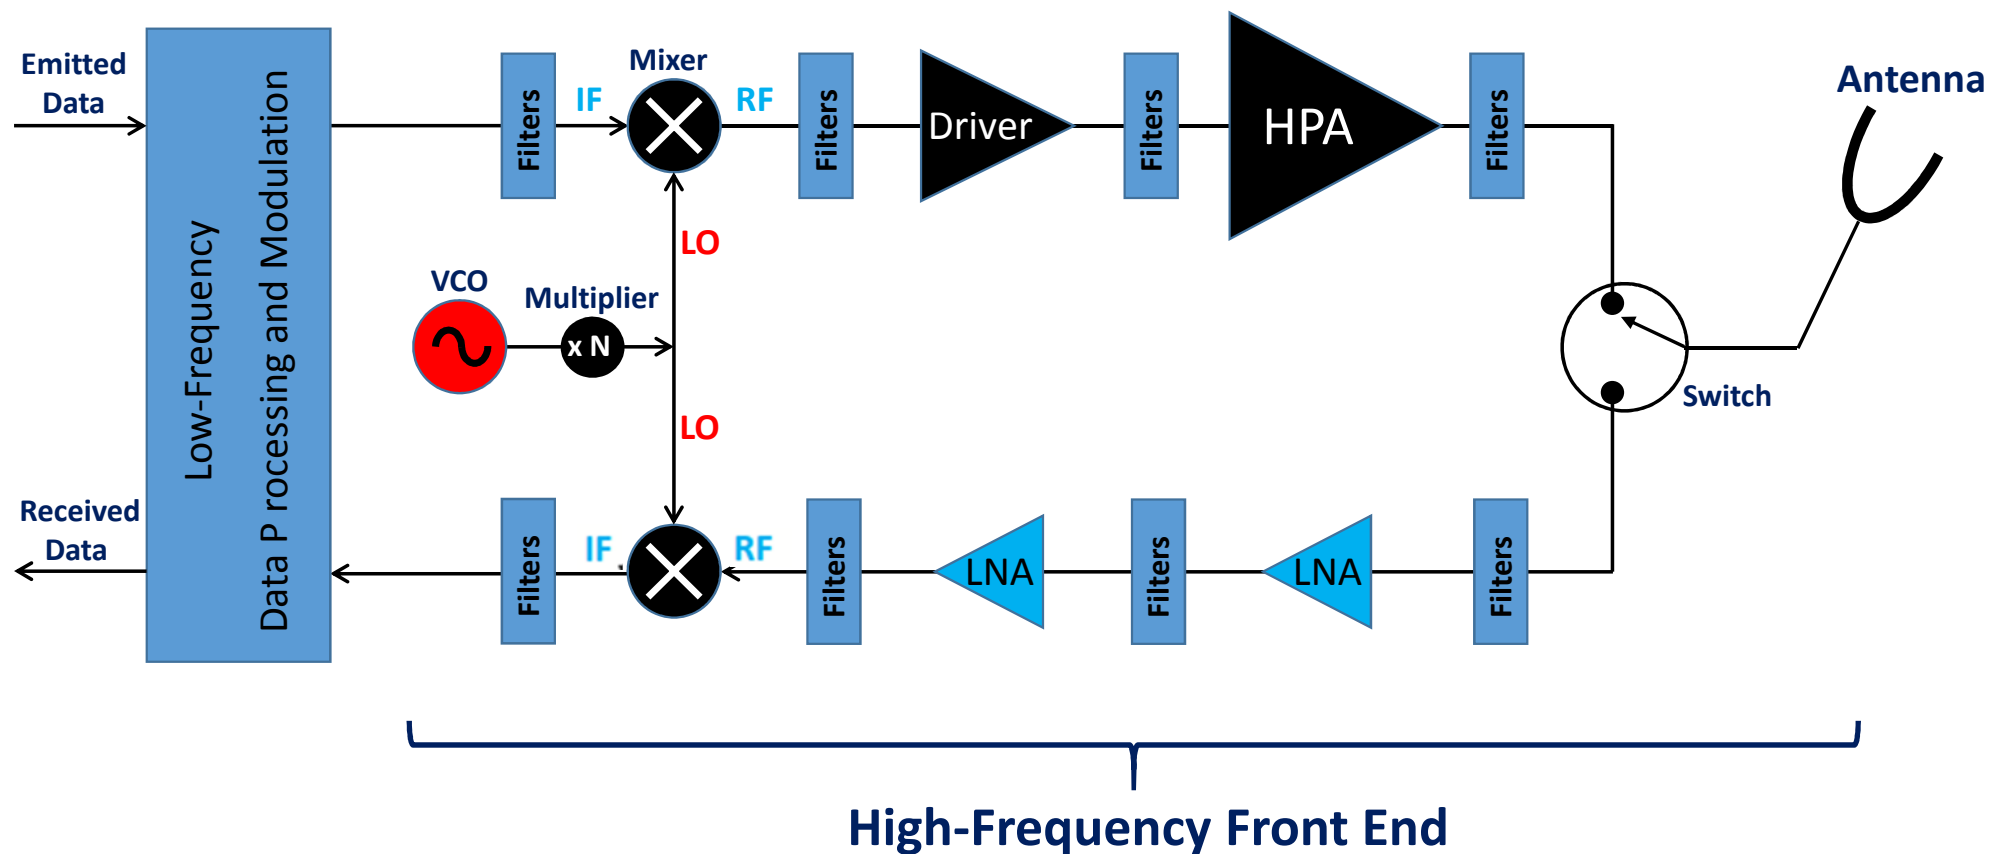 Emitted
Data
Low-Frequency
Data P rocessing and Modulation
Filters
IF
Mixer
RF
Filters
Driver
Filters
HPA
Filters
Antenna
LO
VCO
Multiplier
x N
LO
Switch
Received
Data
Filters
IF
RF
Filters
LNA
Filters
LNA
Filters
High-Frequency Front End